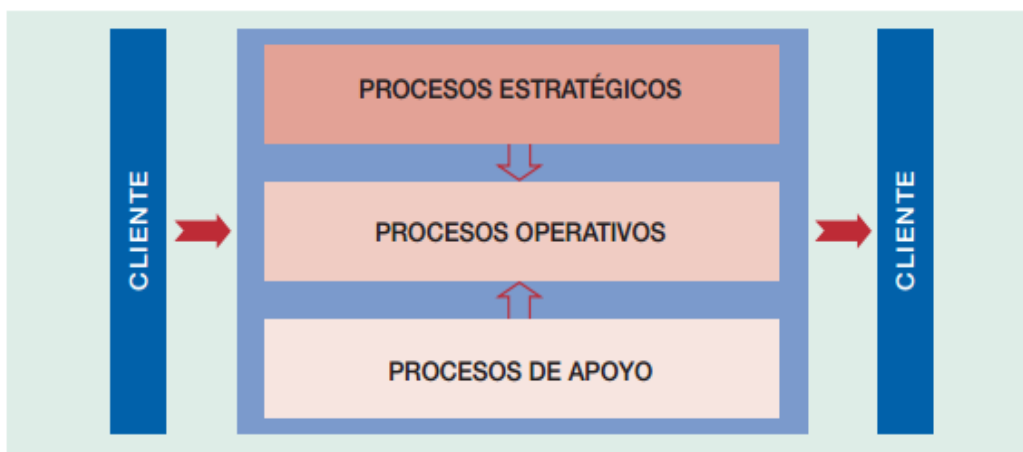 CLIENTE
PROCESOS ESTRATÉGICOS
PROCESOS OPERATIVOS
PROCESOS DE APOYO
CLIENTE